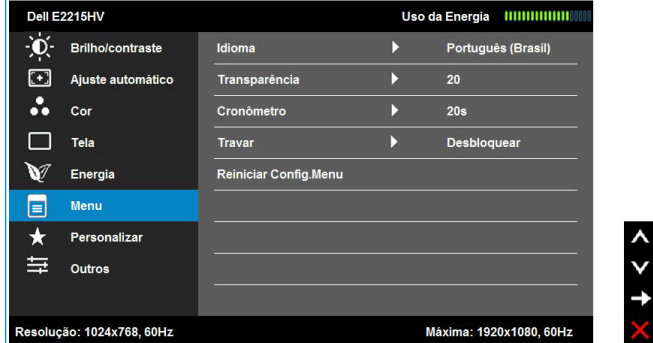 Dell E2215HV Uso da Energia
Brilho/contraste Idioma Português (Brasil)
Ajuste automático Transparência 20
Cor Cronômetro 20s
Tela Travar Desbloquear
Energia Reiniciar Config.Menu
Menu
Personalizar
Outros
Resolução: 1024x768, 60Hz Máxima: 1920x1080, 60Hz